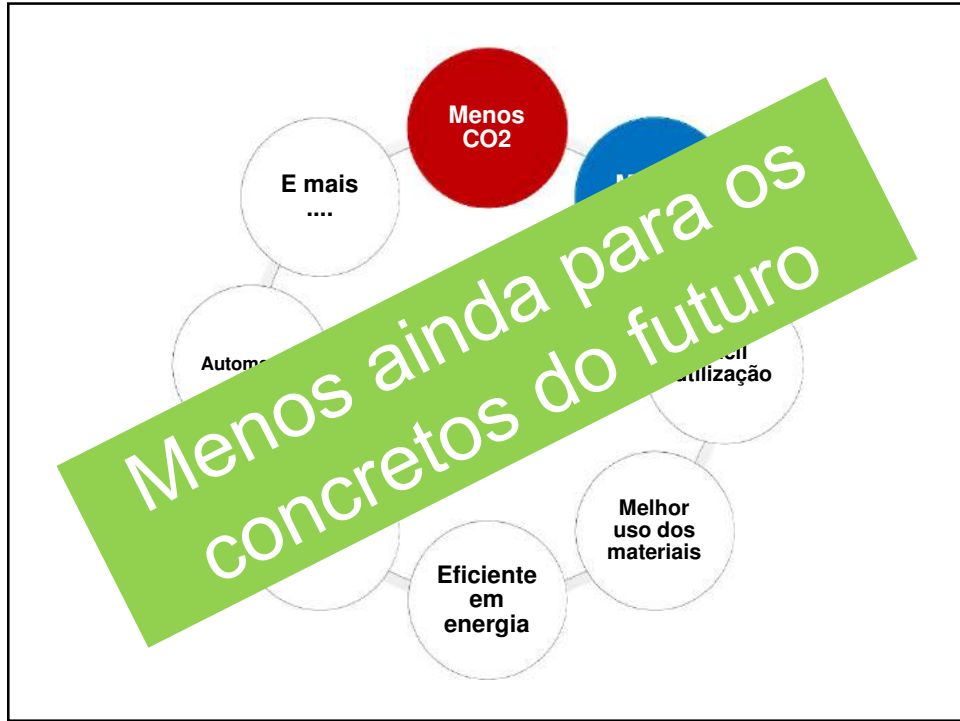 Menos
CO2
E mais
....
Menos ainda para os
concretos do futuro
utilização
Melhor
uso dos
materiais
Eficiente
em
energia